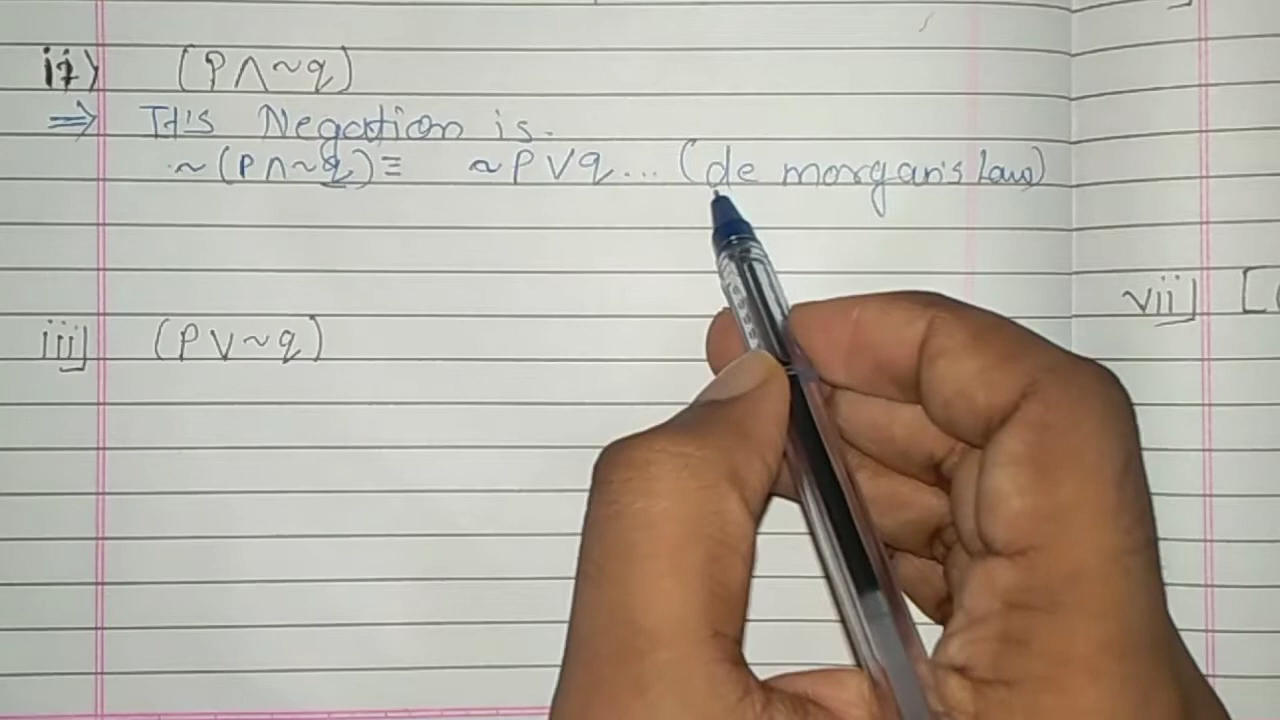 ii) (P∧~q)
⇒ It's Negation is.
~(P∧~q)≡ ~P∨q... (de morgan's Law)
iii] (P∨~q)
vii] [